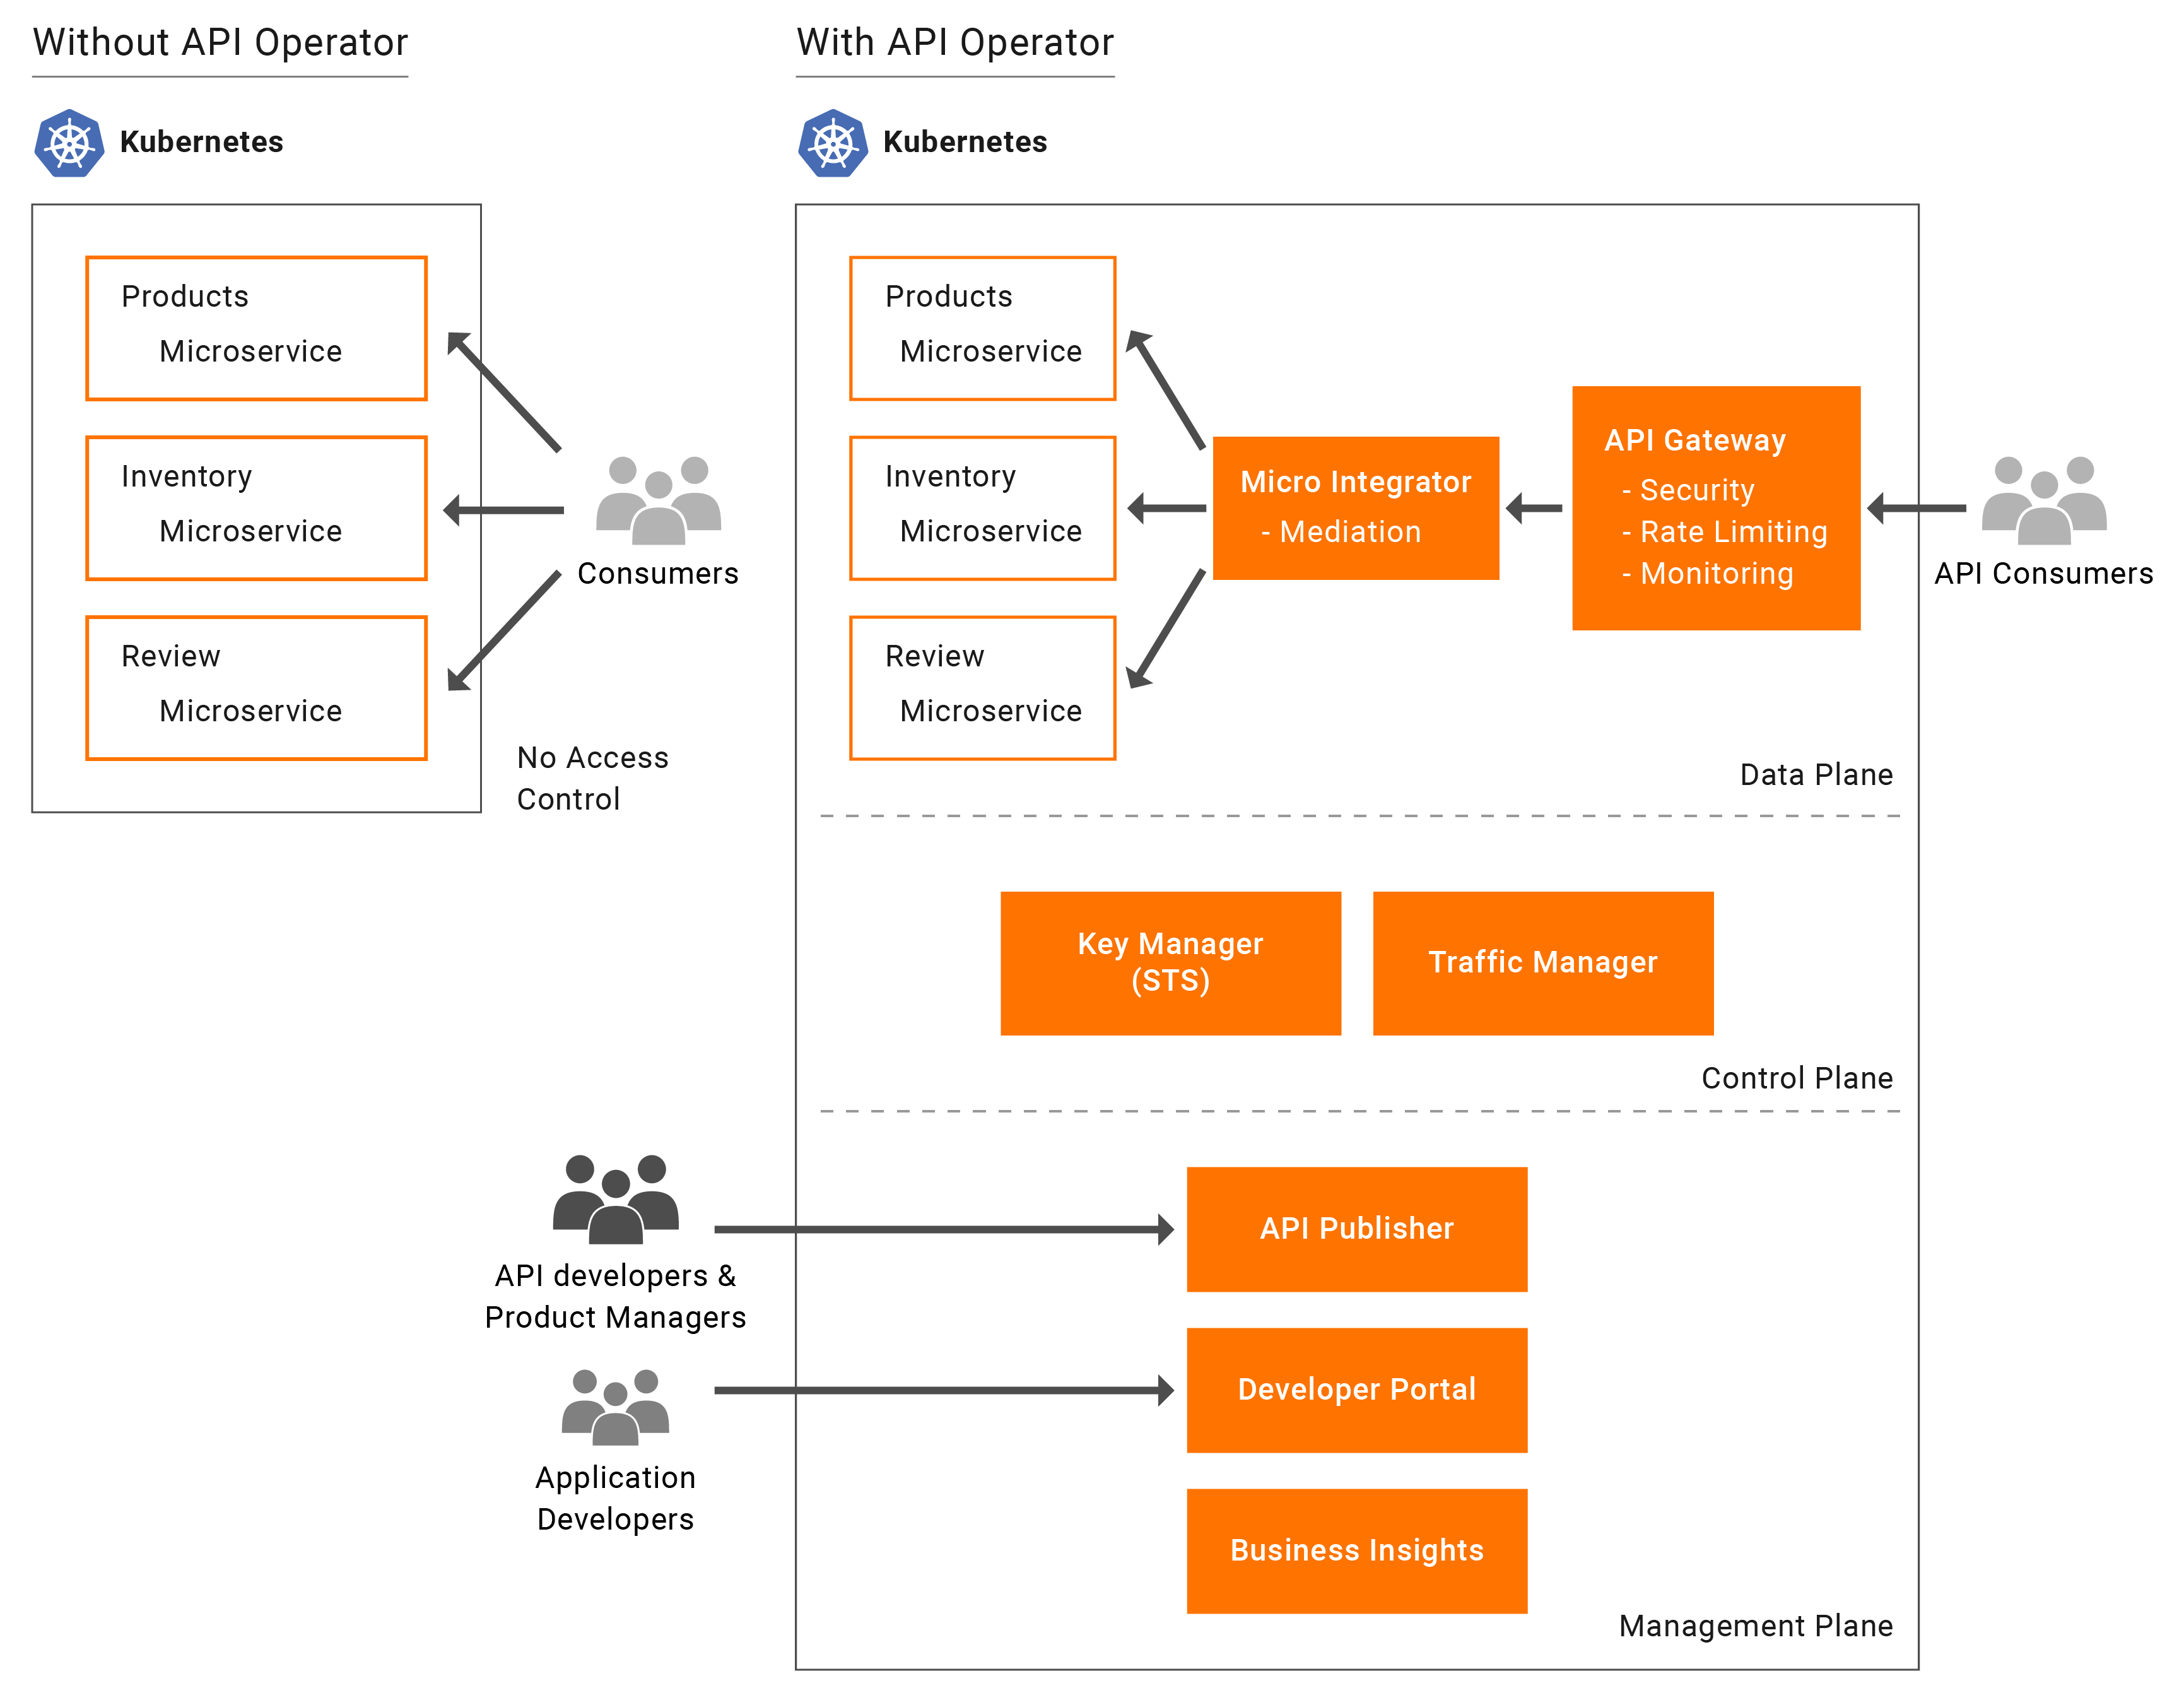 Without API Operator
Kubernetes
Products
Microservice
Inventory
Microservice
Review
Microservice
Consumers
No Access
Control
With API Operator
Kubernetes
Products
Microservice
Inventory
Microservice
Review
Microservice
Micro Integrator
- Mediation
API Gateway
- Security
- Rate Limiting
- Monitoring
API Consumers
Data Plane
Key Manager
(STS)
Traffic Manager
Control Plane
API developers &
Product Managers
API Publisher
Application
Developers
Developer Portal
Business Insights
Management Plane